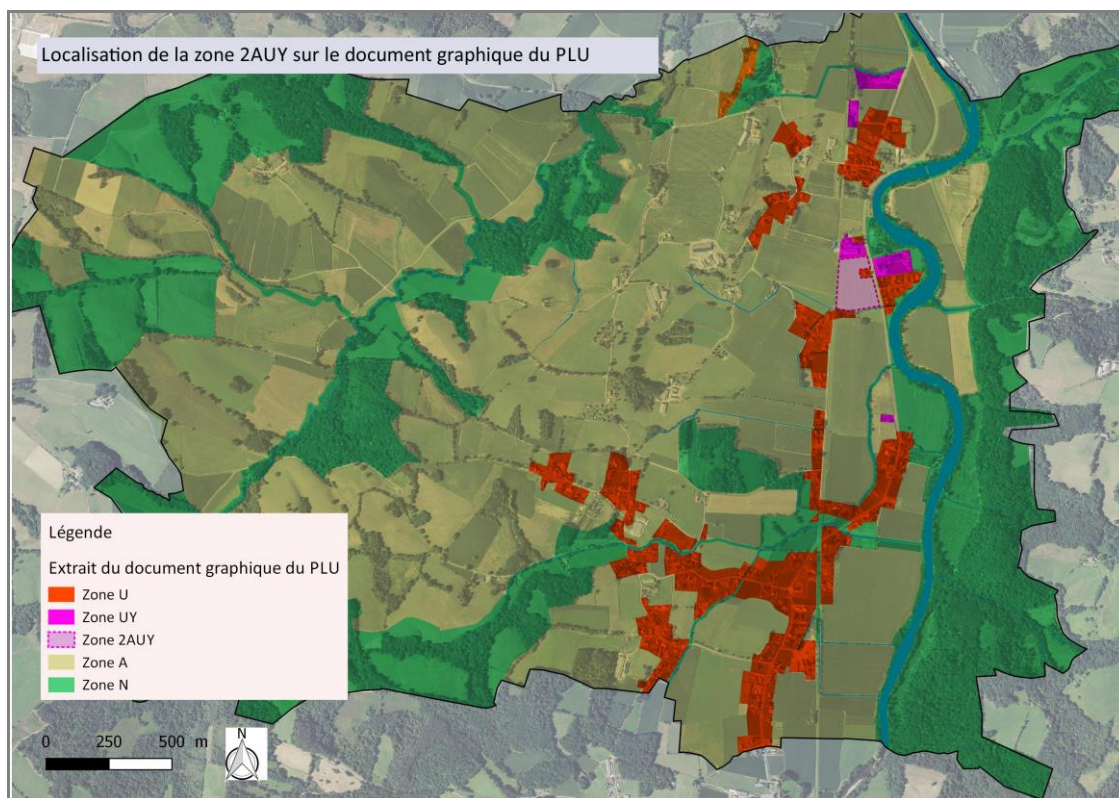 Localisation de la zone 2AUY sur le document graphique du PLU
Légende
Extrait du document graphique du PLU
Zone U
Zone UY
Zone 2AUY
Zone A
Zone N
0 250 500 m
N